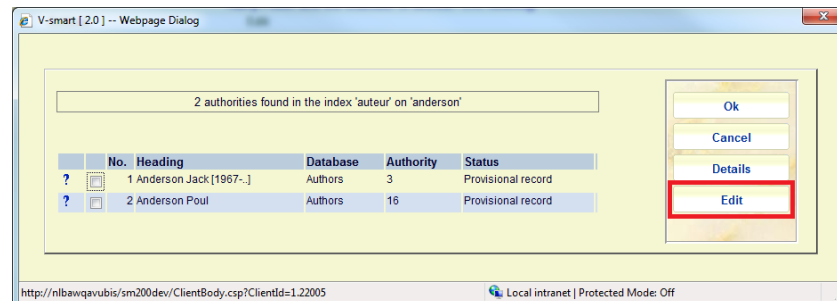 V-smart [ 2.0 ] -- Webpage Dialog
2 authorities found in the index 'auteur' on 'anderson'
Ok
Cancel
Details
Edit
No. Heading Database Authority Status
? 1 Anderson Jack [1967-..] Authors 3 Provisional record
? 2 Anderson Poul Authors 16 Provisional record
http://nlbawqavubis/sm200dev/ClientBody.csp?ClientId=1.22005 Local intranet | Protected Mode: Off